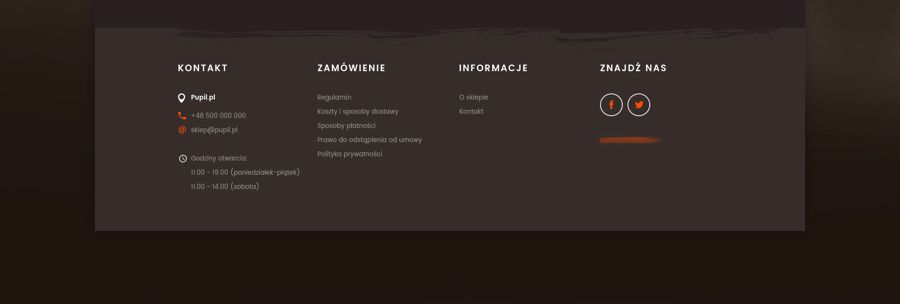 KONTAKT
Pupil.pl
+48 500 000 000
sklep@pupil.pl
Godziny otwarcia:
11.00 - 19.00 (poniedziałek-piątek)
11.00 - 14.00 (sobota)
ZAMÓWIENIE
Regulamin
Koszty i sposoby dostawy
Sposoby płatności
Prawo do odstąpienia od umowy
Polityka prywatności
INFORMACJE
O sklepie
Kontakt
ZNAJDŹ NAS